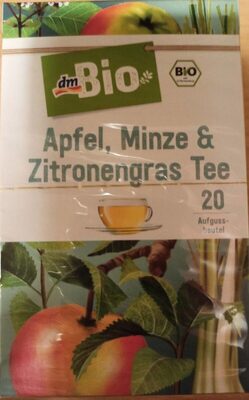 dm
Bio
BIO
Apfel, Minze &
Zitronengras Tee
20
Aufguss-
beutel